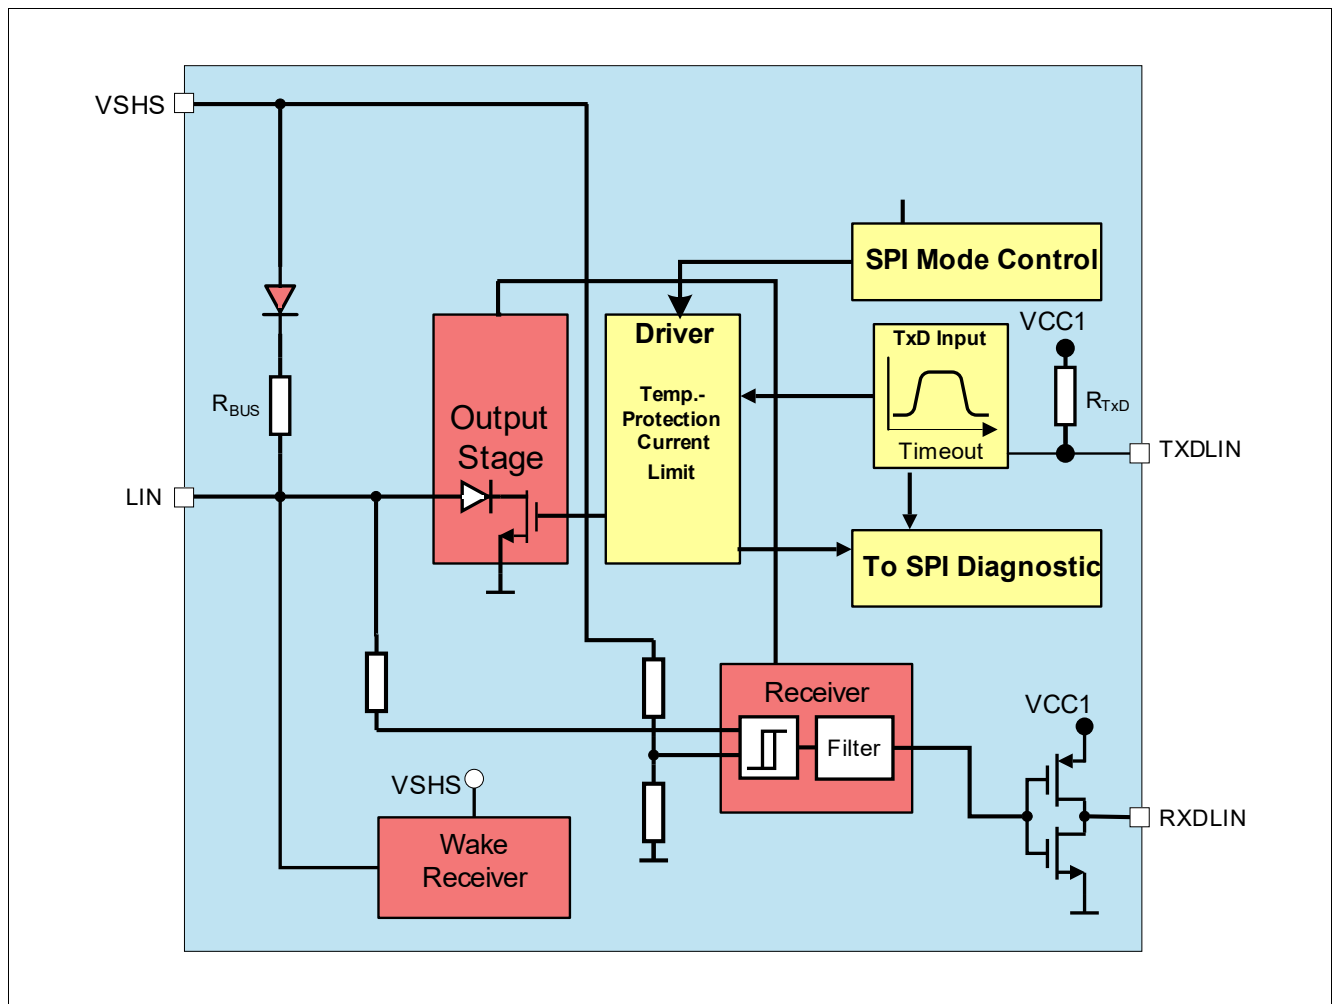 VSHS
SPI Mode Control
VCC1
Driver
TxD Input
Temp.-
Protection
Current
Limit
RBUS
RTxD
Output
Stage
Timeout
TXDLIN
LIN
To SPI Diagnostic
Receiver
VCC1
Filter
VSHS
RXDLIN
Wake
Receiver